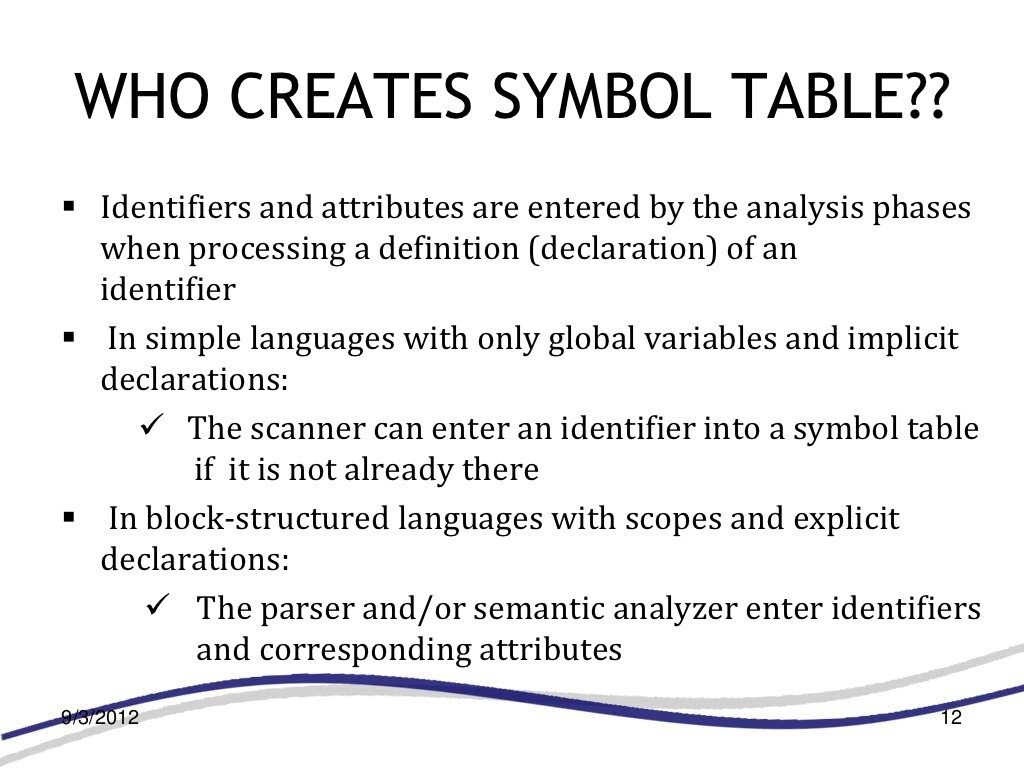 WHO CREATES SYMBOL TABLE??
▪ Identifiers and attributes are entered by the analysis phases
when processing a definition (declaration) of an
identifier
▪ In simple languages with only global variables and implicit
declarations:
✓ The scanner can enter an identifier into a symbol table
if it is not already there
▪ In block-structured languages with scopes and explicit
declarations:
✓ The parser and/or semantic analyzer enter identifiers
and corresponding attributes
9/3/2012
12